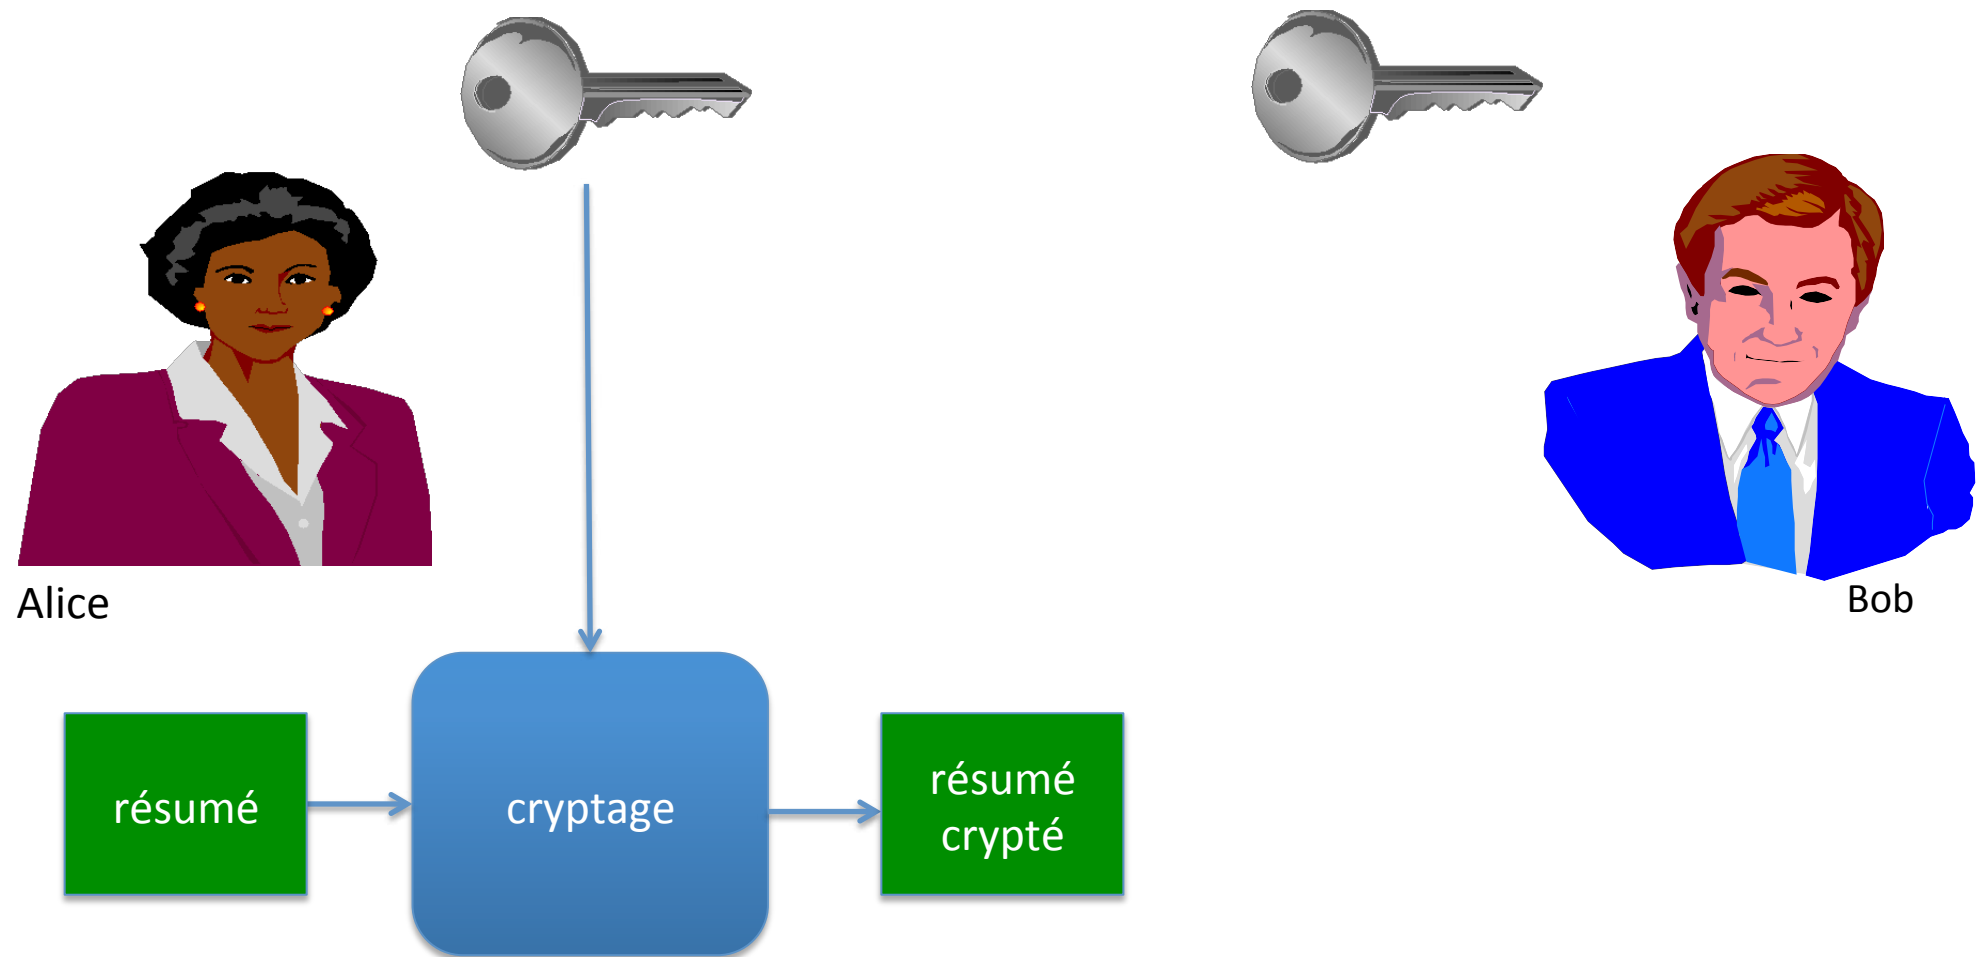 Alice
Bob
résumé
cryptage
résumé
crypté